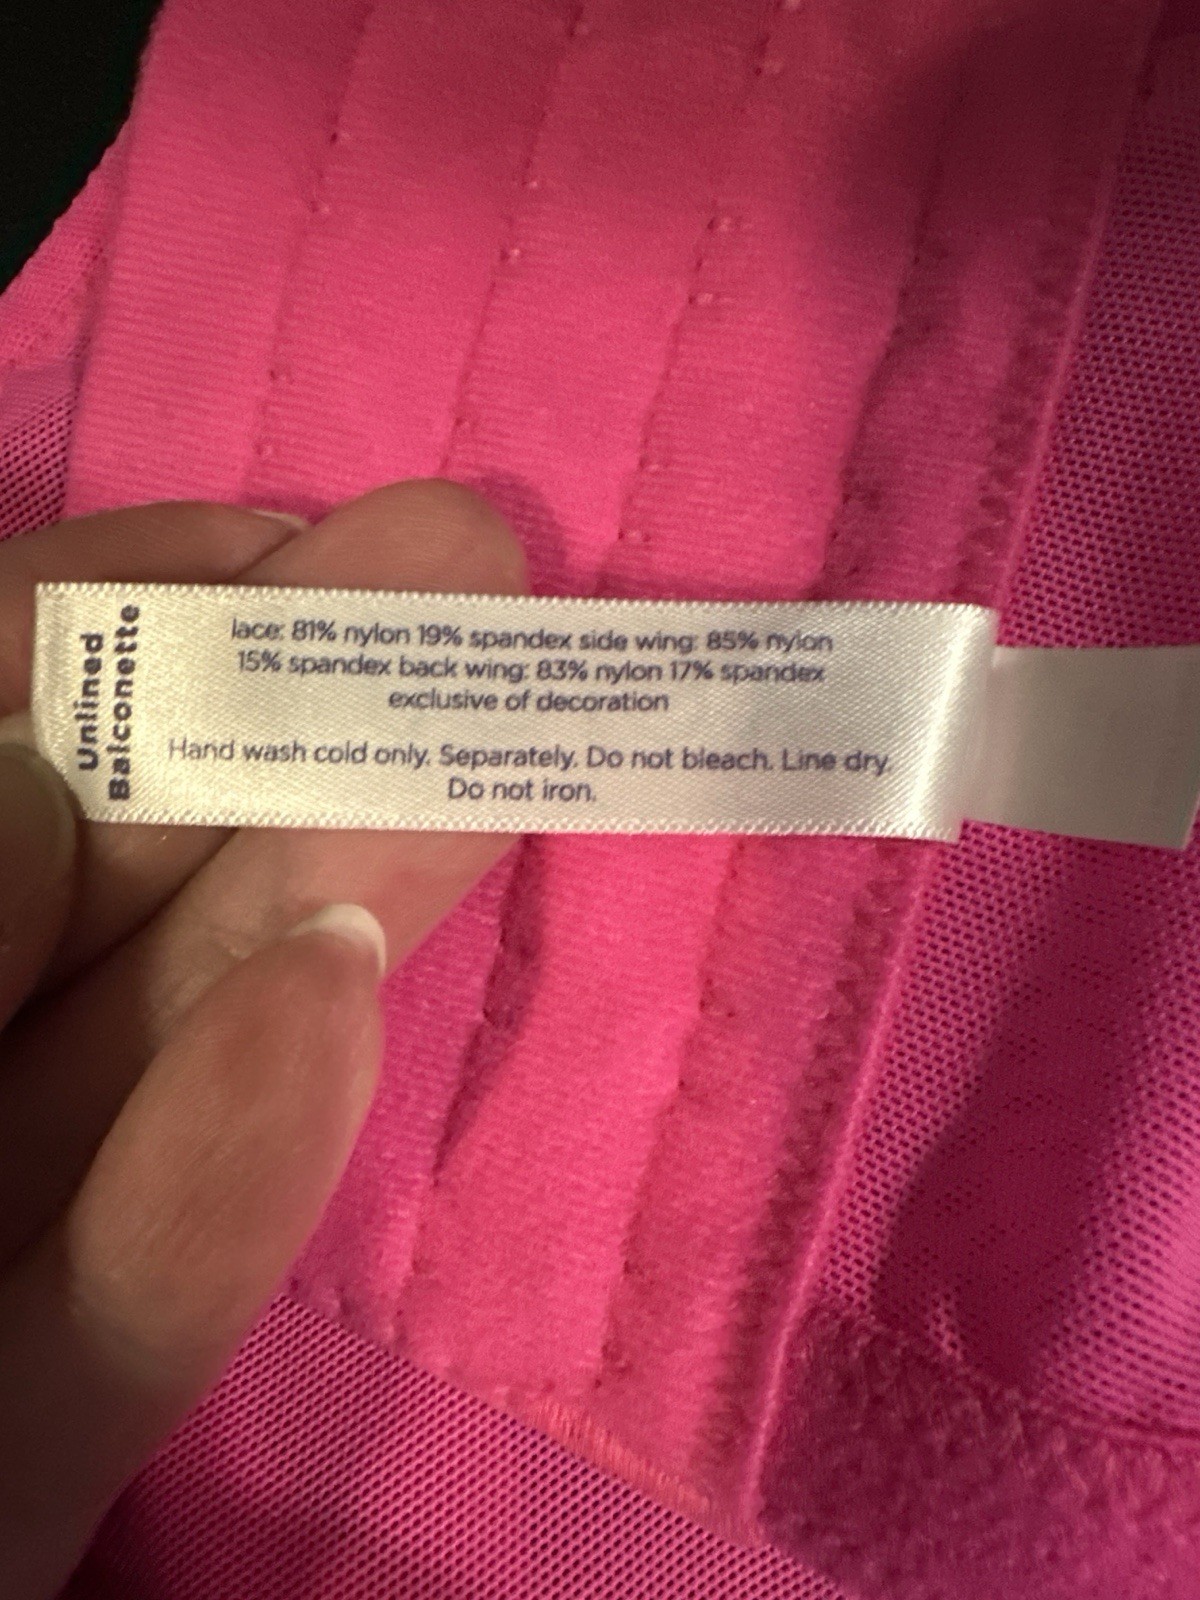 Unlined
Balconette
lace: 81% nylon 19% spandex side wing: 85% nylon
15% spandex back wing: 83% nylon 17% spandex
exclusive of decoration
Hand wash cold only. Separately. Do not bleach. Line dry.
Do not iron.